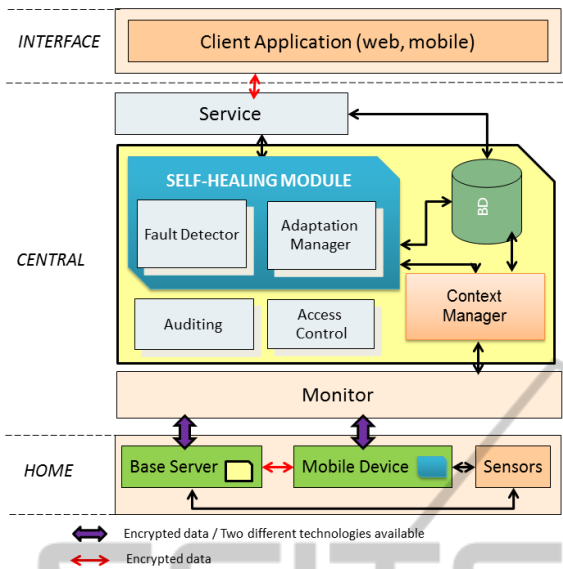 INTERFACE
Client Application (web, mobile)
Service
SELF-HEALING MODULE
Fault Detector
Adaptation
Manager
BD
CENTRAL
Context
Manager
Auditing
Access
Control
Monitor
HOME
Base Server
Mobile Device
Sensors
Encrypted data / Two different technologies available
Encrypted data